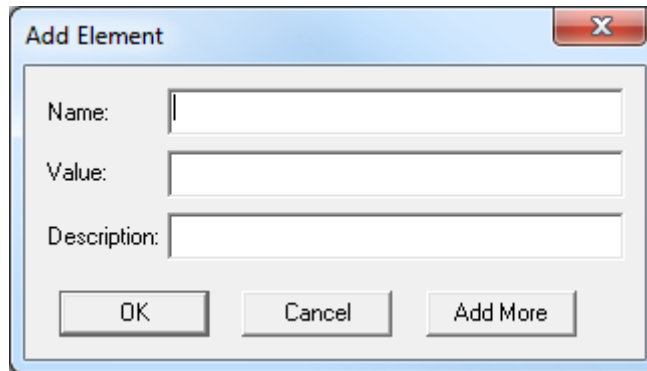 Add Element
Name:
Value:
Description:
OK Cancel Add More